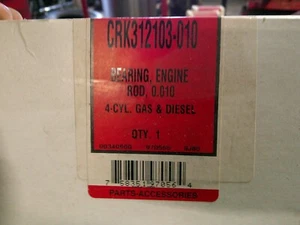 CRK312103-010
BEARING, ENGINE
ROD, 0.010
4-CYL. GAS & DIESEL
QTY. 1
PARTS-ACCESSORIES